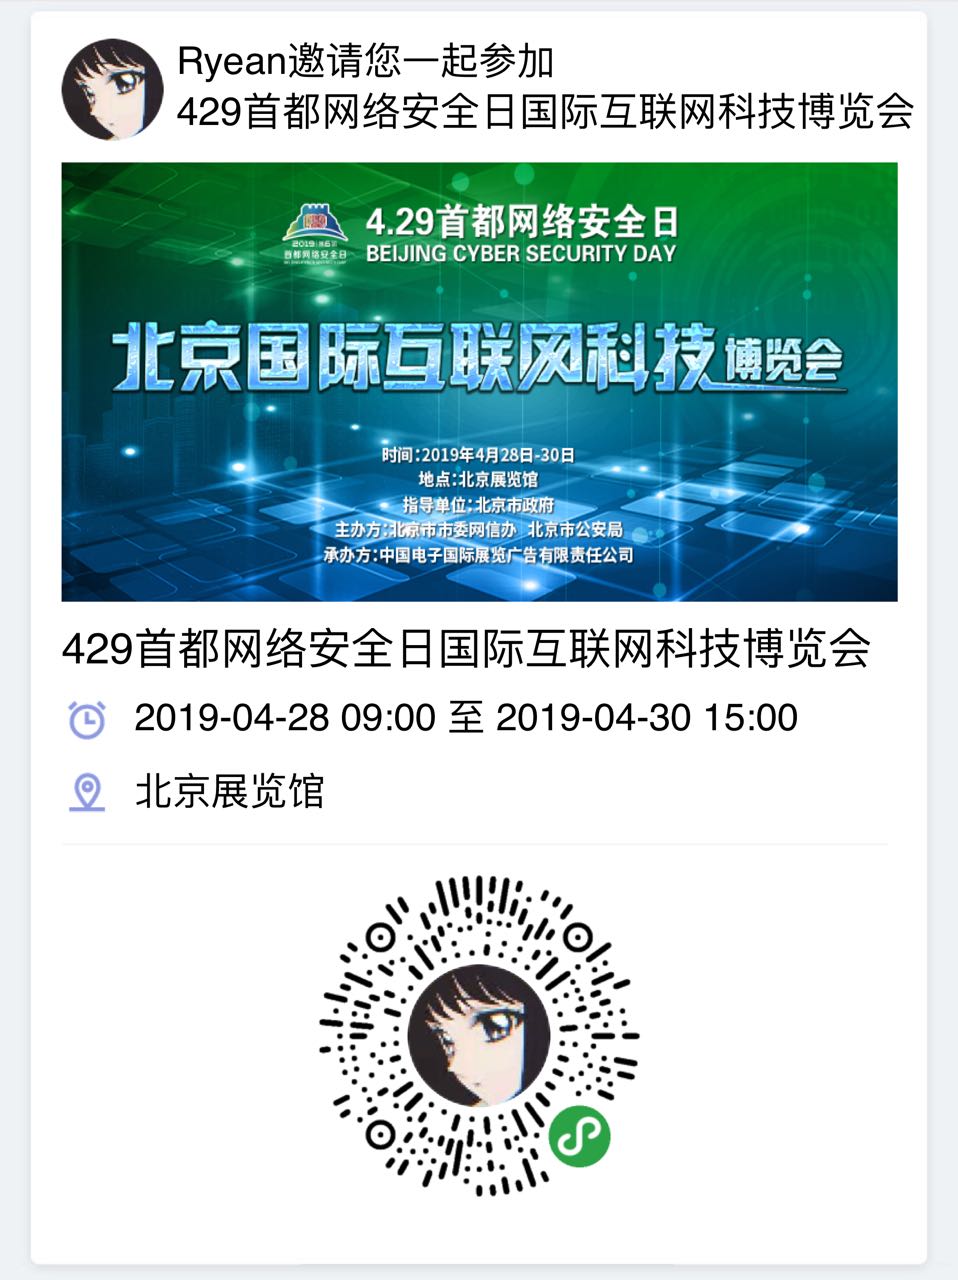 Ryean邀请您一起参加
429首都网络安全日国际互联网科技博览会
4.29首都网络安全日
BEIJING CYBER SECURITY DAY
2019 第6届
首都网络安全日
北京国际互联网科技博览会
时间:2019年4月28日-30日
地点:北京展览馆
指导单位:北京市政府
主办方:北京市市委网信办 北京市公安局
承办方:中国电子国际展览广告有限责任公司
429首都网络安全日国际互联网科技博览会
2019-04-28 09:00 至 2019-04-30 15:00
北京展览馆